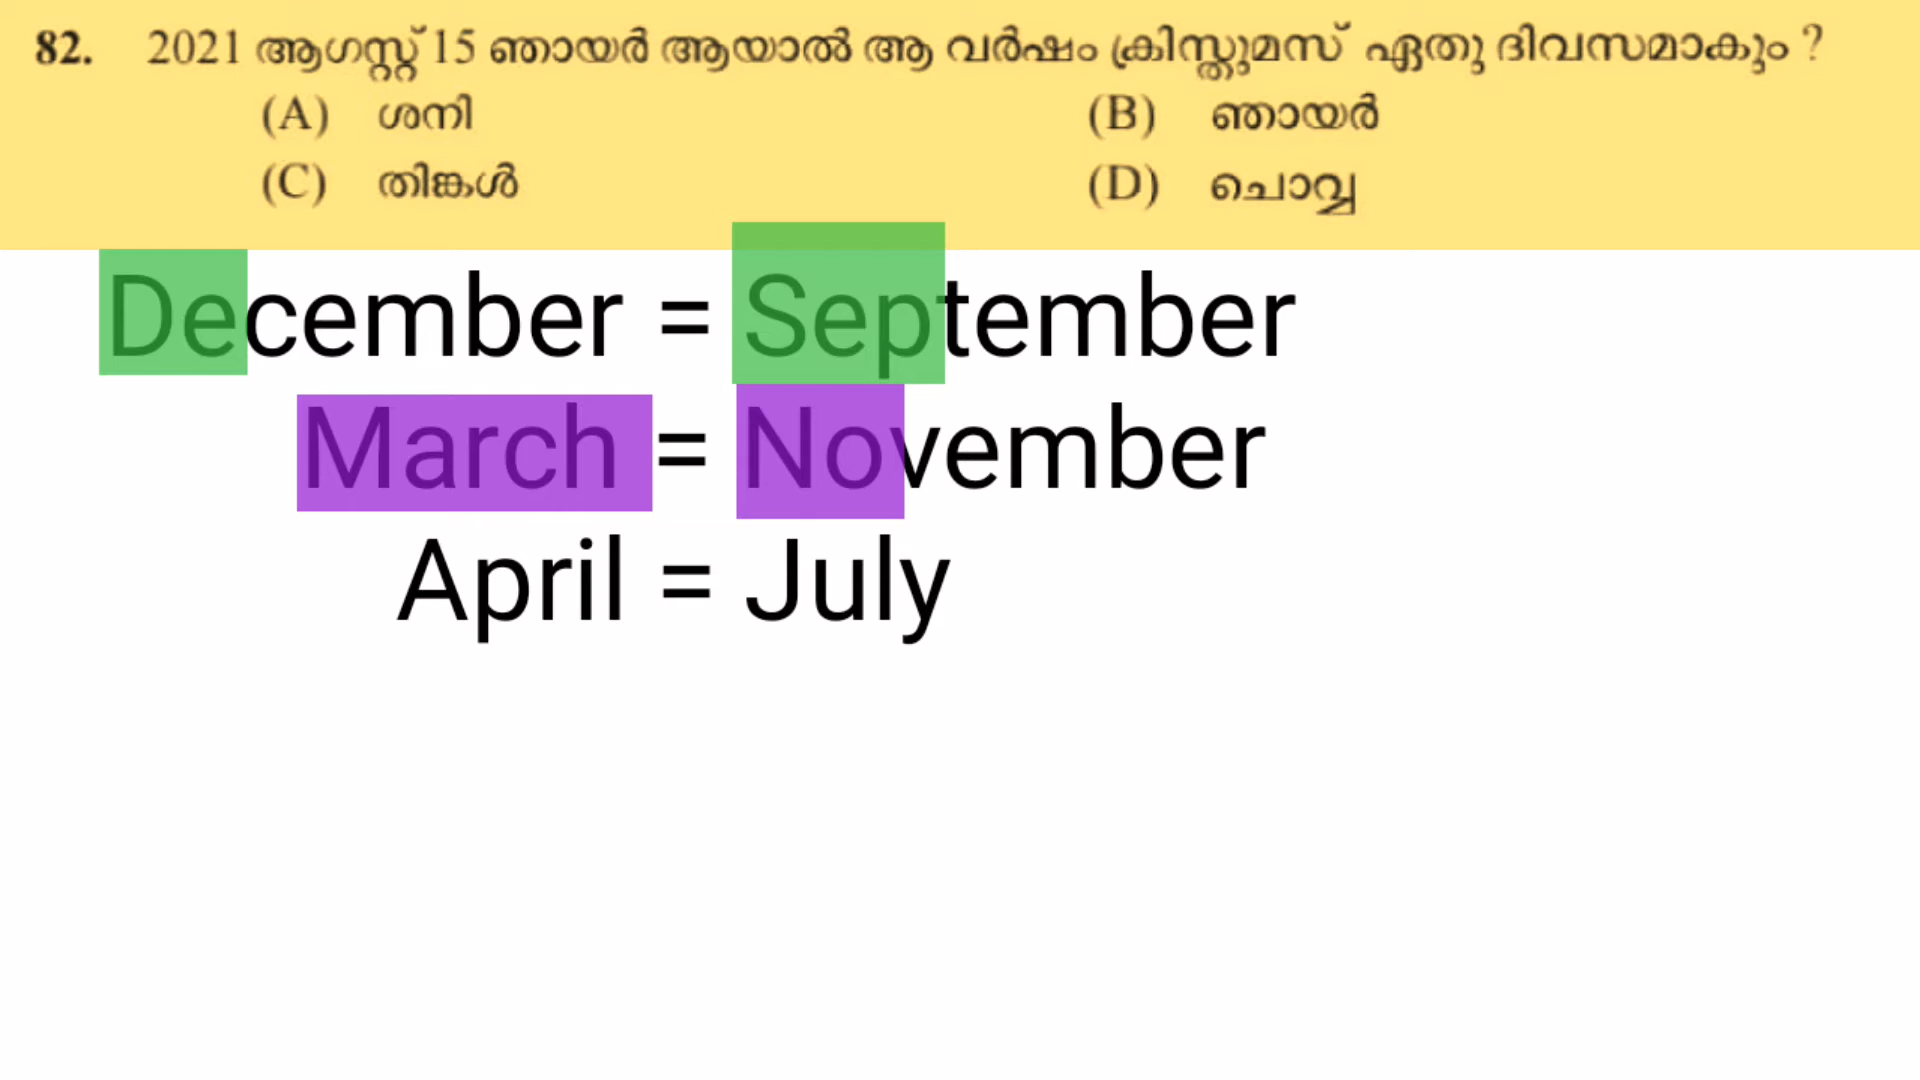 82. 2021 ആഗസ്റ്റ് 15 ഞായർ ആയാൽ ആ വർഷം ക്രിസ്തുമസ് ഏതു ദിവസമാകും ?
(A) ശനി (B) ഞായർ
(C) തിങ്കൾ (D) ചൊവ്വ
December = September
March = November
April = July